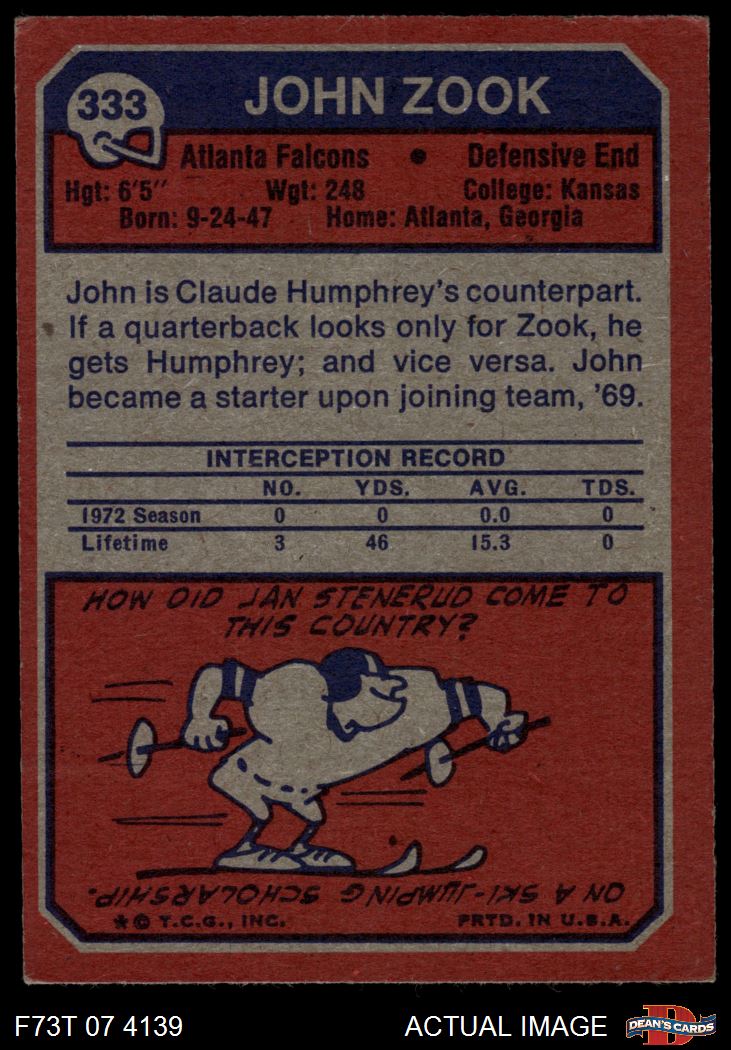 333
JOHN ZOOK
Atlanta Falcons • Defensive End
Hgt: 6'5" Wgt: 248 College: Kansas
Born: 9-24-47 Home: Atlanta, Georgia
John is Claude Humphrey's counterpart.
If a quarterback looks only for Zook, he
gets Humphrey; and vice versa. John
became a starter upon joining team, '69.
INTERCEPTION RECORD
NO. YDS. AVG. TDS.
1972 Season 0 0 0.0 0
Lifetime 3 46 15.3 0
HOW DID JAN STENERUD COME TO
THIS COUNTRY?
ON A SKI-JUMPING SCHOLARSHIP.
* © T.C.G., INC. PRTD. IN U.S.A.
F73T 07 4139 ACTUAL IMAGE
D
DEAN'S CARDS